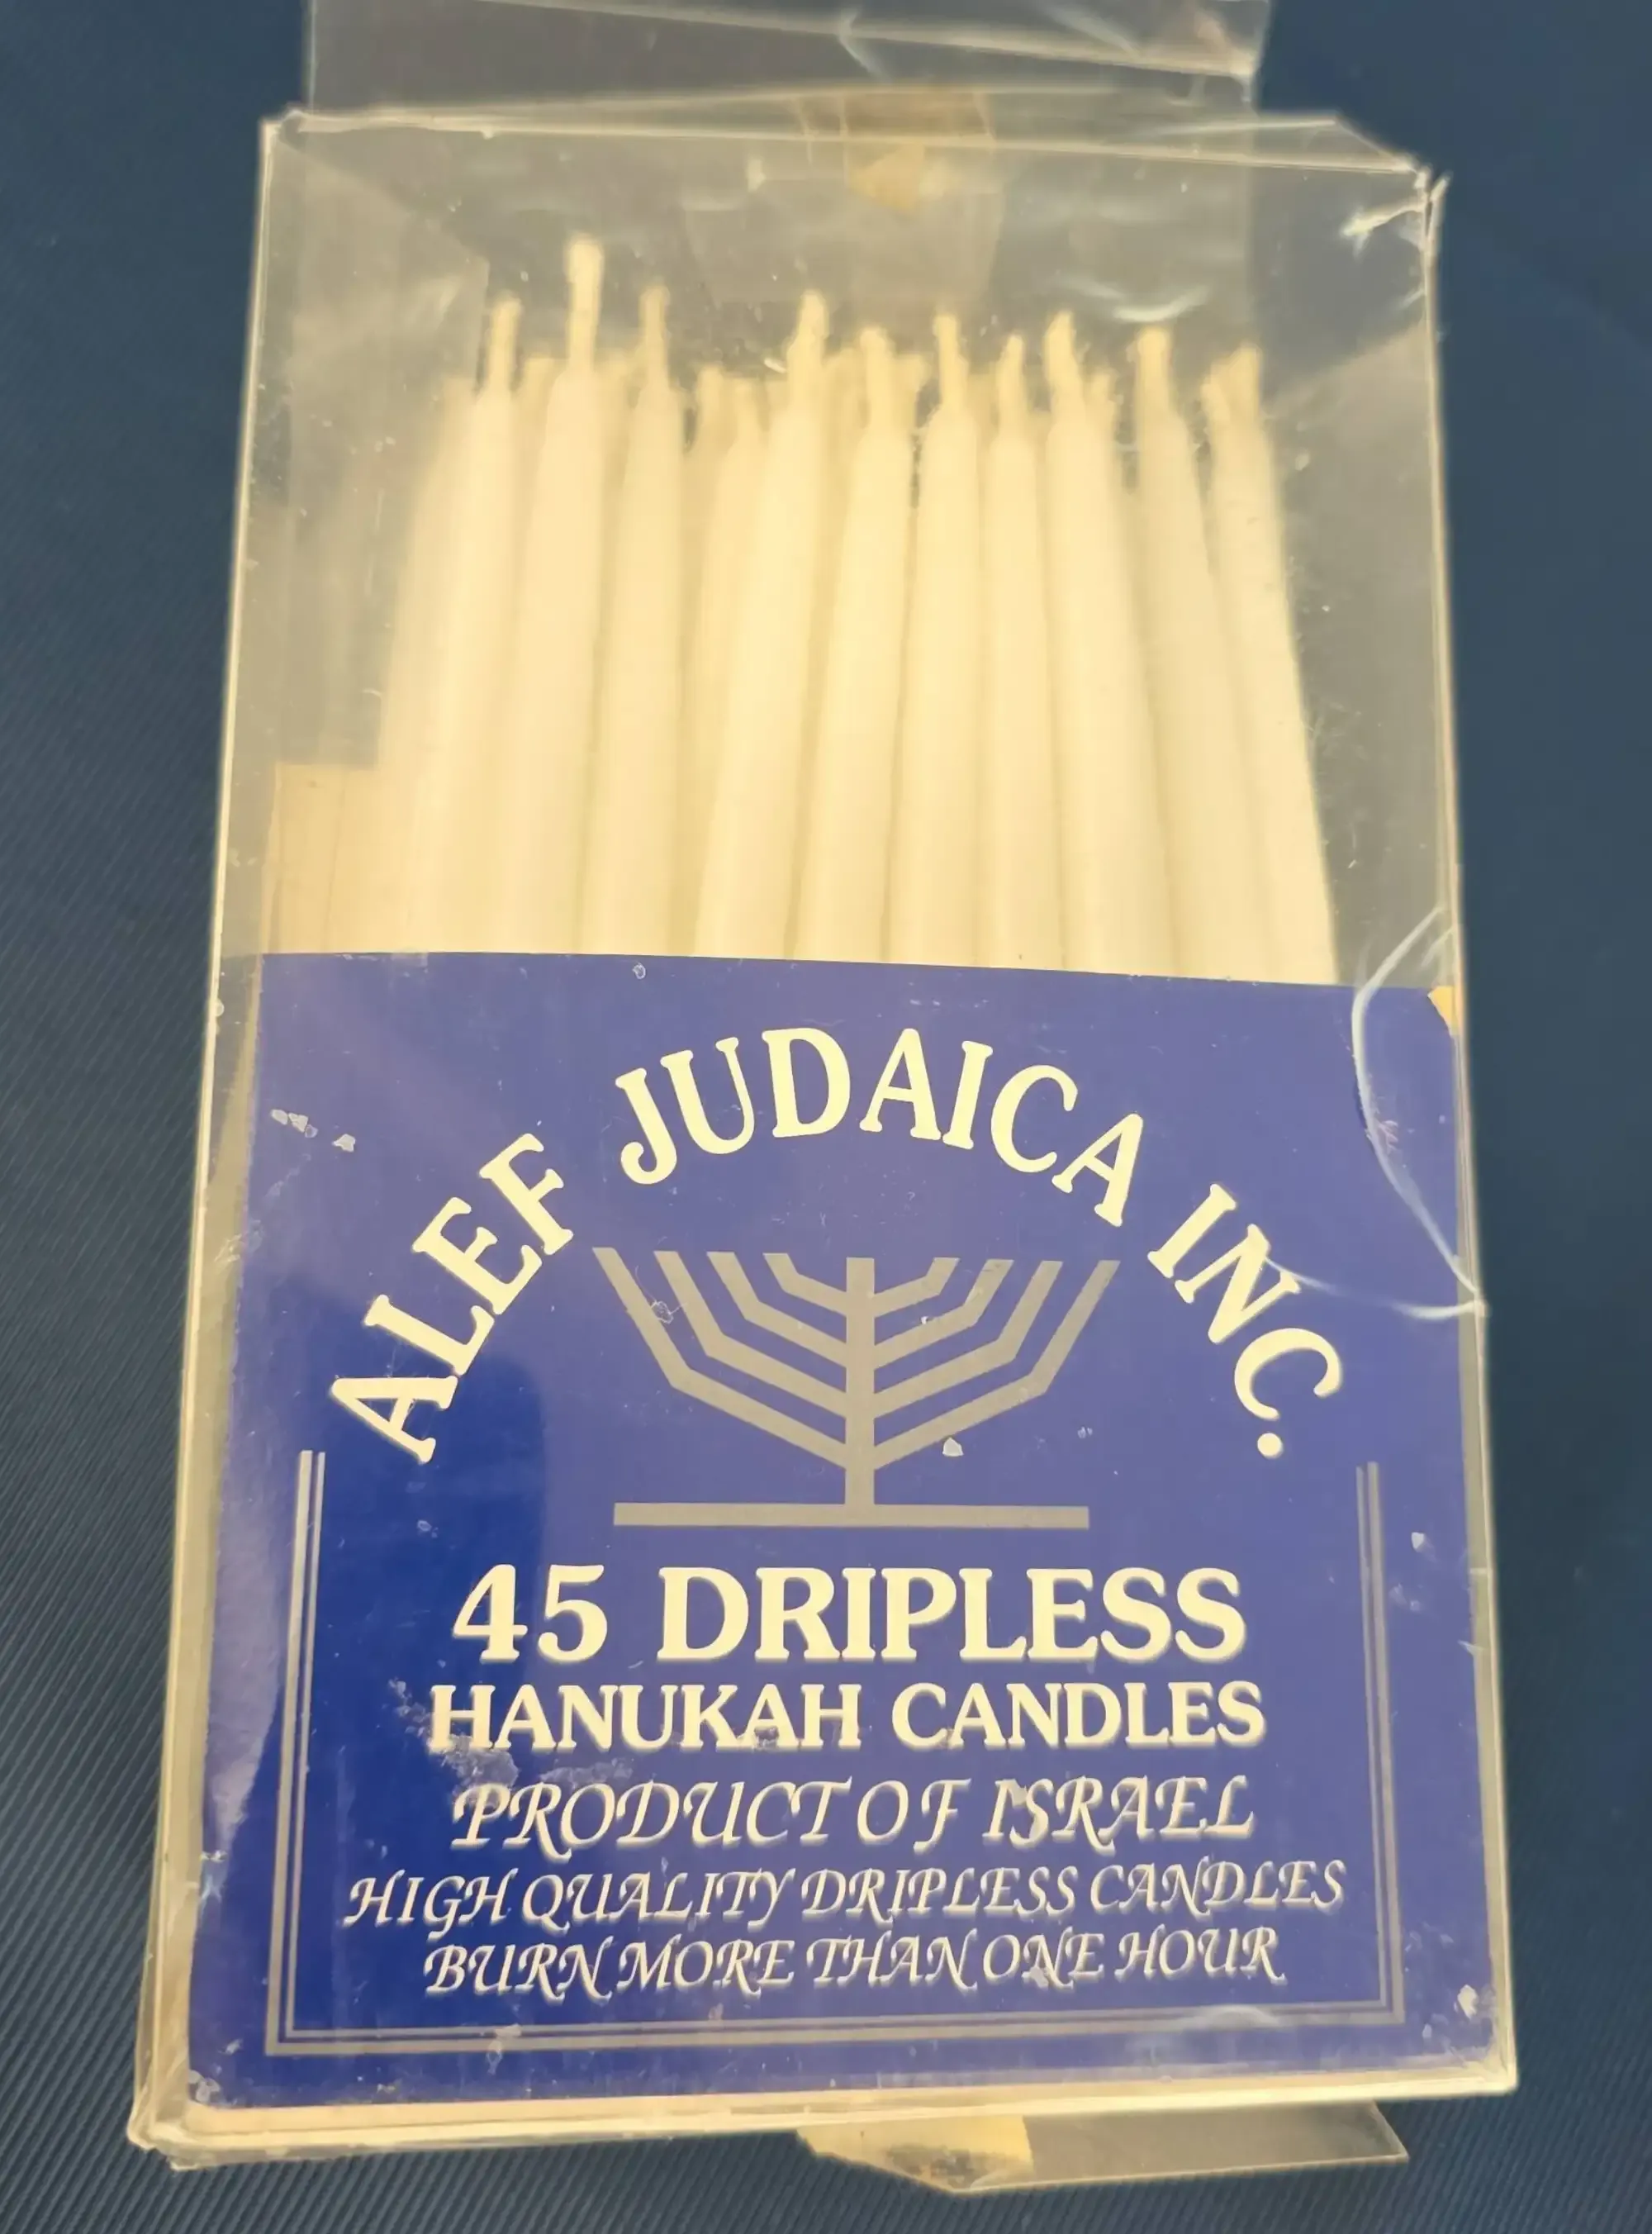 ALEF JUDAICA INC.
45 DRIPLESS
HANUKAH CANDLES
PRODUCT OF ISRAEL
HIGH QUALITY DRIPLESS CANDLES
BURN MORE THAN ONE HOUR